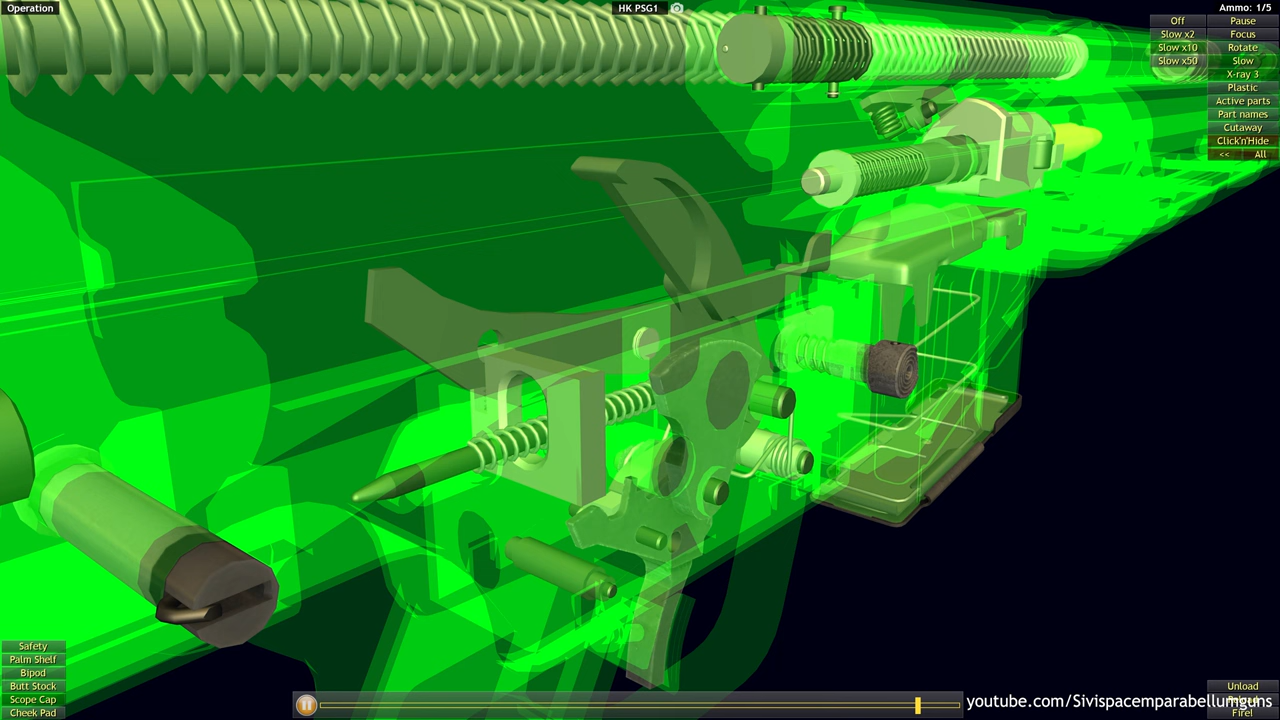 Operation
HK PSG1
Ammo: 1/5
Off
Pause
Slow x2
Focus
Slow x10
Rotate
Slow x50
Slow
X-ray 3
Plastic
Active parts
Part names
Cutaway
Click'n'Hide
<< All
Safety
Palm Shelf
Bipod
Butt Stock
Scope Cap
Cheek Pad
Unload
youtube.com/Sivispacemparabellumguns
Fire!